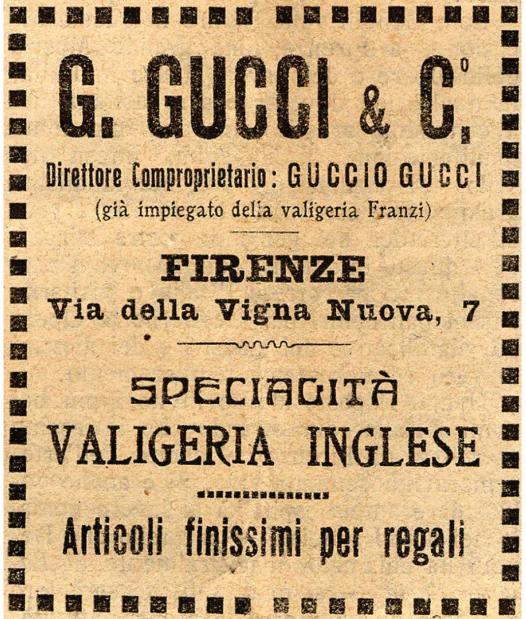 G. GUCCI & Cº.
Direttore Comproprietario: GUCCIO GUCCI
(già impiegato della valigeria Franzi)
FIRENZE
Via della Vigna Nuova, 7
SPECIALITÀ
VALIGERIA INGLESE
Articoli finissimi per regali